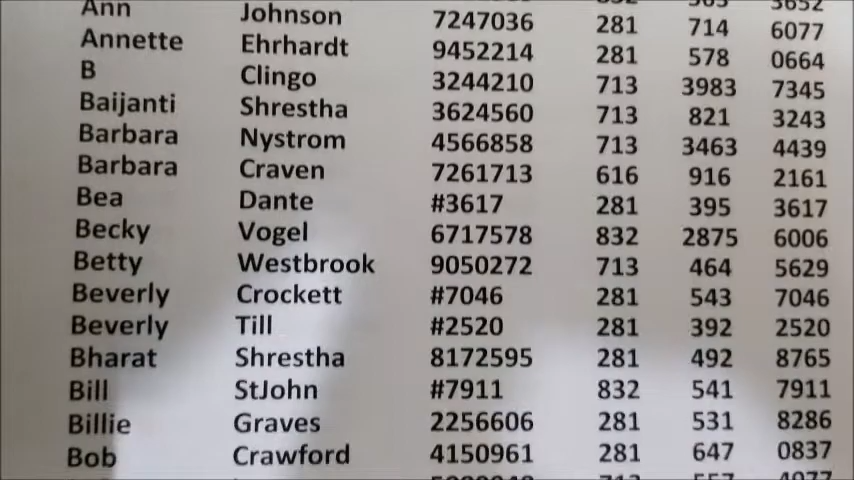 Ann Johnson 7247036 281 714 6077
Annette Ehrhardt 9452214 281 578 0664
B Clingo 3244210 713 3983 7345
Baijanti Shrestha 3624560 713 821 3243
Barbara Nystrom 4566858 713 3463 4439
Barbara Craven 7261713 616 916 2161
Bea Dante #3617 281 395 3617
Becky Vogel 6717578 832 2875 6006
Betty Westbrook 9050272 713 464 5629
Beverly Crockett #7046 281 543 7046
Beverly Till #2520 281 392 2520
Bharat Shrestha 8172595 281 492 8765
Bill StJohn #7911 832 541 7911
Billie Graves 2256606 281 531 8286
Bob Crawford 4150961 281 647 0837